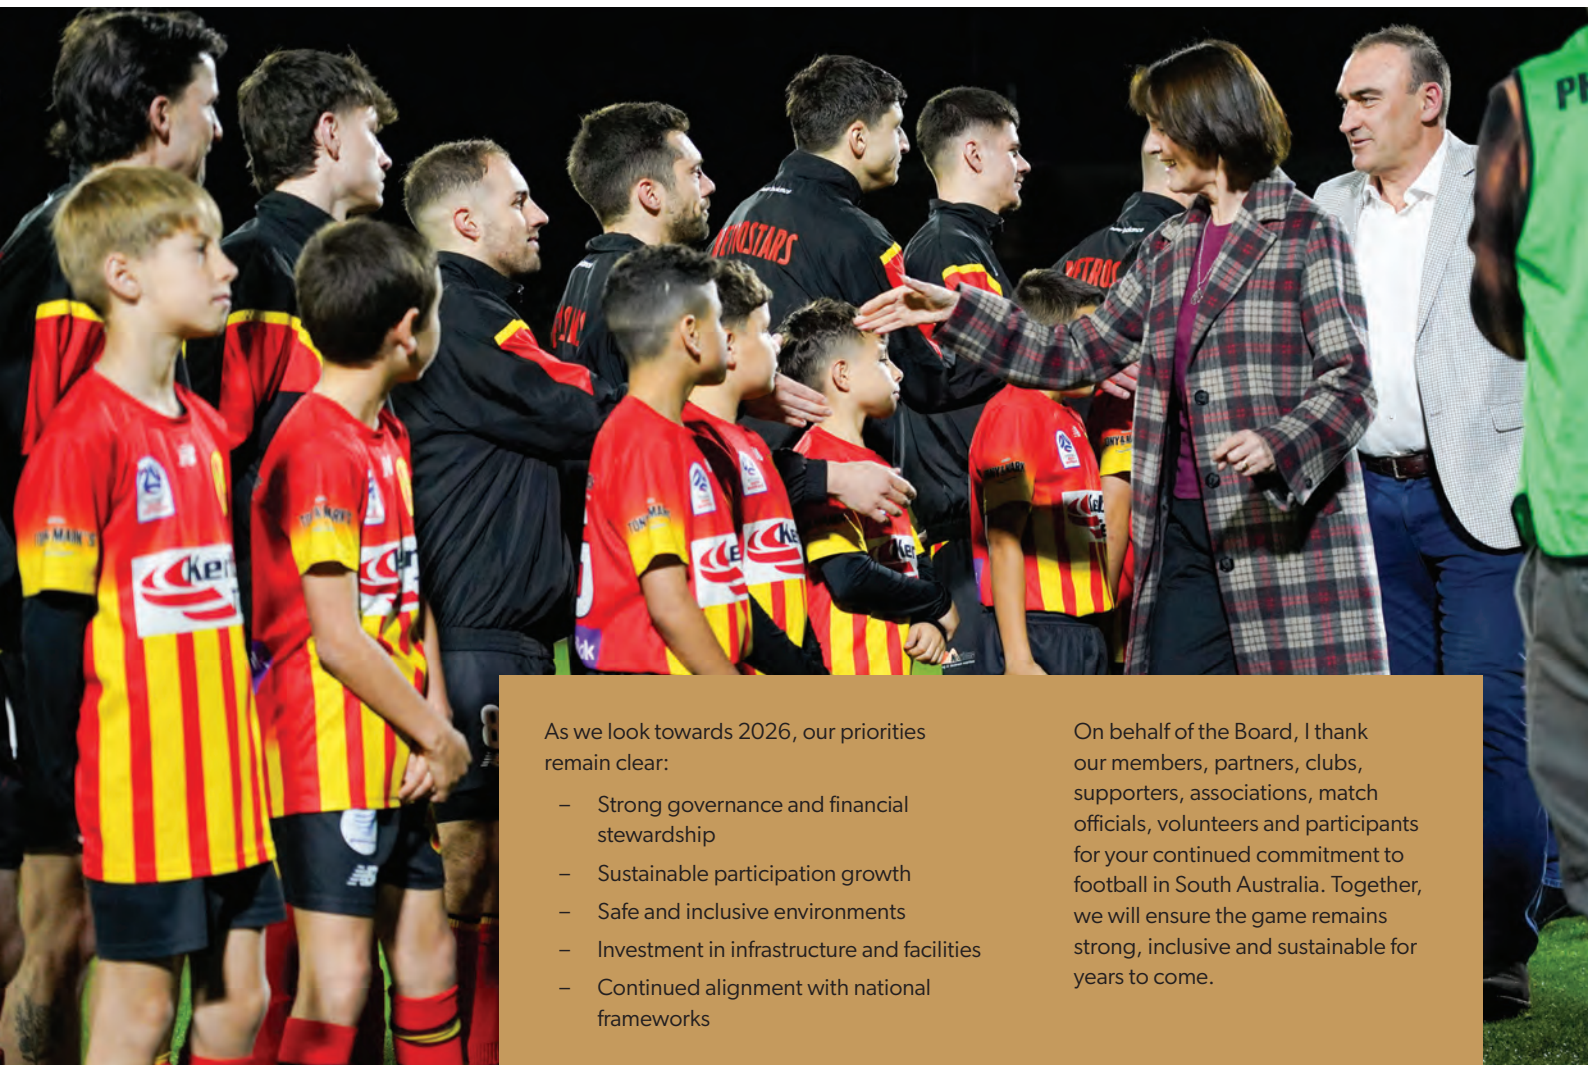 METROSTARS
As we look towards 2026, our priorities
remain clear:
– Strong governance and financial
stewardship
– Sustainable participation growth
– Safe and inclusive environments
– Investment in infrastructure and facilities
– Continued alignment with national
frameworks
On behalf of the Board, I thank
our members, partners, clubs,
supporters, associations, match
officials, volunteers and participants
for your continued commitment to
football in South Australia. Together,
we will ensure the game remains
strong, inclusive and sustainable for
years to come.